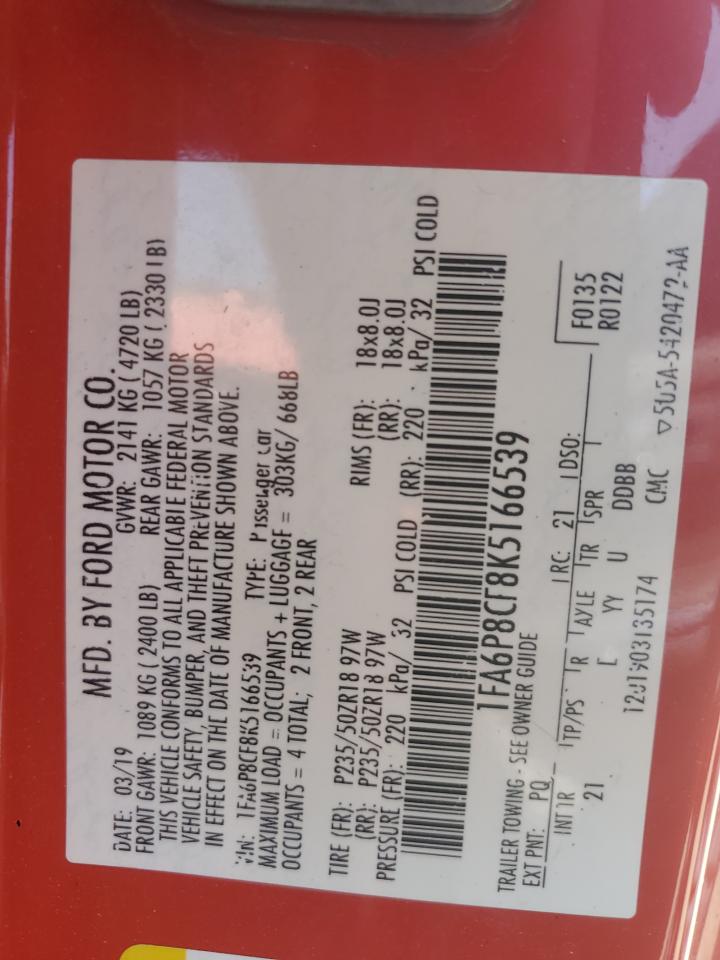 MFD. BY FORD MOTOR CO.
DATE: 03/19 GVWR: 2141 KG ( 4720 LB)
FRONT GAWR: 1089 KG ( 2400 LB) REAR GAWR: 1057 KG ( 2330 LB)
THIS VEHICLE CONFORMS TO ALL APPLICABLE FEDERAL MOTOR
VEHICLE SAFETY, BUMPER, AND THEFT PREVENTION STANDARDS
IN EFFECT ON THE DATE OF MANUFACTURE SHOWN ABOVE.
VIN: 1FA6P8CF8K5166539 TYPE: Passenger Car
MAXIMUM LOAD = OCCUPANTS + LUGGAGE = 303KG/ 668LB
OCCUPANTS = 4 TOTAL; 2 FRONT, 2 REAR
TIRE (FR): P235/50ZR18 97W RIMS (FR): 18x8.0J
(RR): P235/50ZR18 97W (RR): 18x8.0J
PRESSURE (FR): 220 kPa/ 32 PSI COLD (RR): 220 kPa/ 32 PSI COLD
1FA6P8CF8K5166539
TRAILER TOWING - SEE OWNER GUIDE
EXT PNT: PQ RC: 21 DSO: F0135
INT TR TP/PS R AXLE TR SPR R0122
21 YY U DDBB
CMC 5U5A-5420472-AA